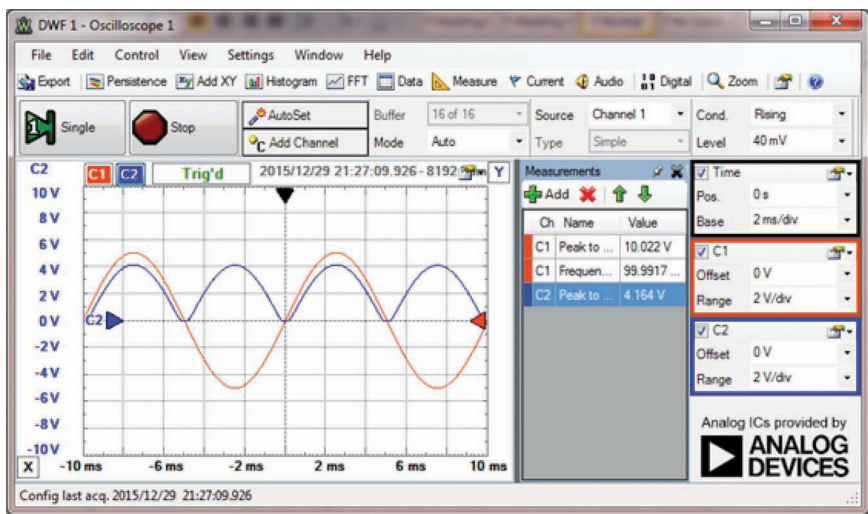 DWF 1 - Oscilloscope 1
File Edit Control View Settings Window Help
Export Persistence Add XY Histogram FFT Data Measure Current Audio Digital Zoom
Single Stop AutoSet Buffer 16 of 16 Source Channel 1 Cond. Rising
Add Channel Mode Auto Type Simple Level 40 mV
C2 C1 C2 Trig'd 2015/12/29 21:27:09.926 - 8192 Y
Measurements
Add
Ch Name Value
C1 Peak to ... 10.022 V
C1 Frequen... 99.9917 ...
C2 Peak to ... 4.164 V
Time
Pos. 0 s
Base 2 ms/div
C1
Offset 0 V
Range 2 V/div
C2
Offset 0 V
Range 2 V/div
10 V
8 V
6 V
4 V
2 V
0 V
C2
-2 V
-4 V
-6 V
-8 V
-10 V
X -10 ms -6 ms -2 ms 2 ms 6 ms 10 ms
Analog ICs provided by
ANALOG
DEVICES
Config last acq. 2015/12/29 21:27:09.926